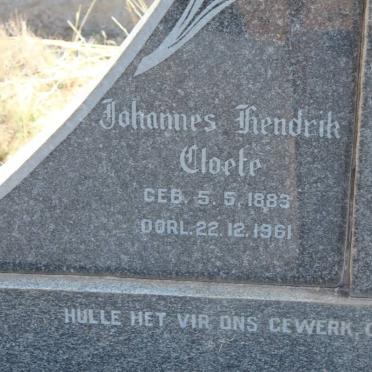 Johannes Hendrik
Cloete
GEB. 5. 5. 1883
OORL. 22. 12. 1961
HULLE HET VIR ONS GEWERK,